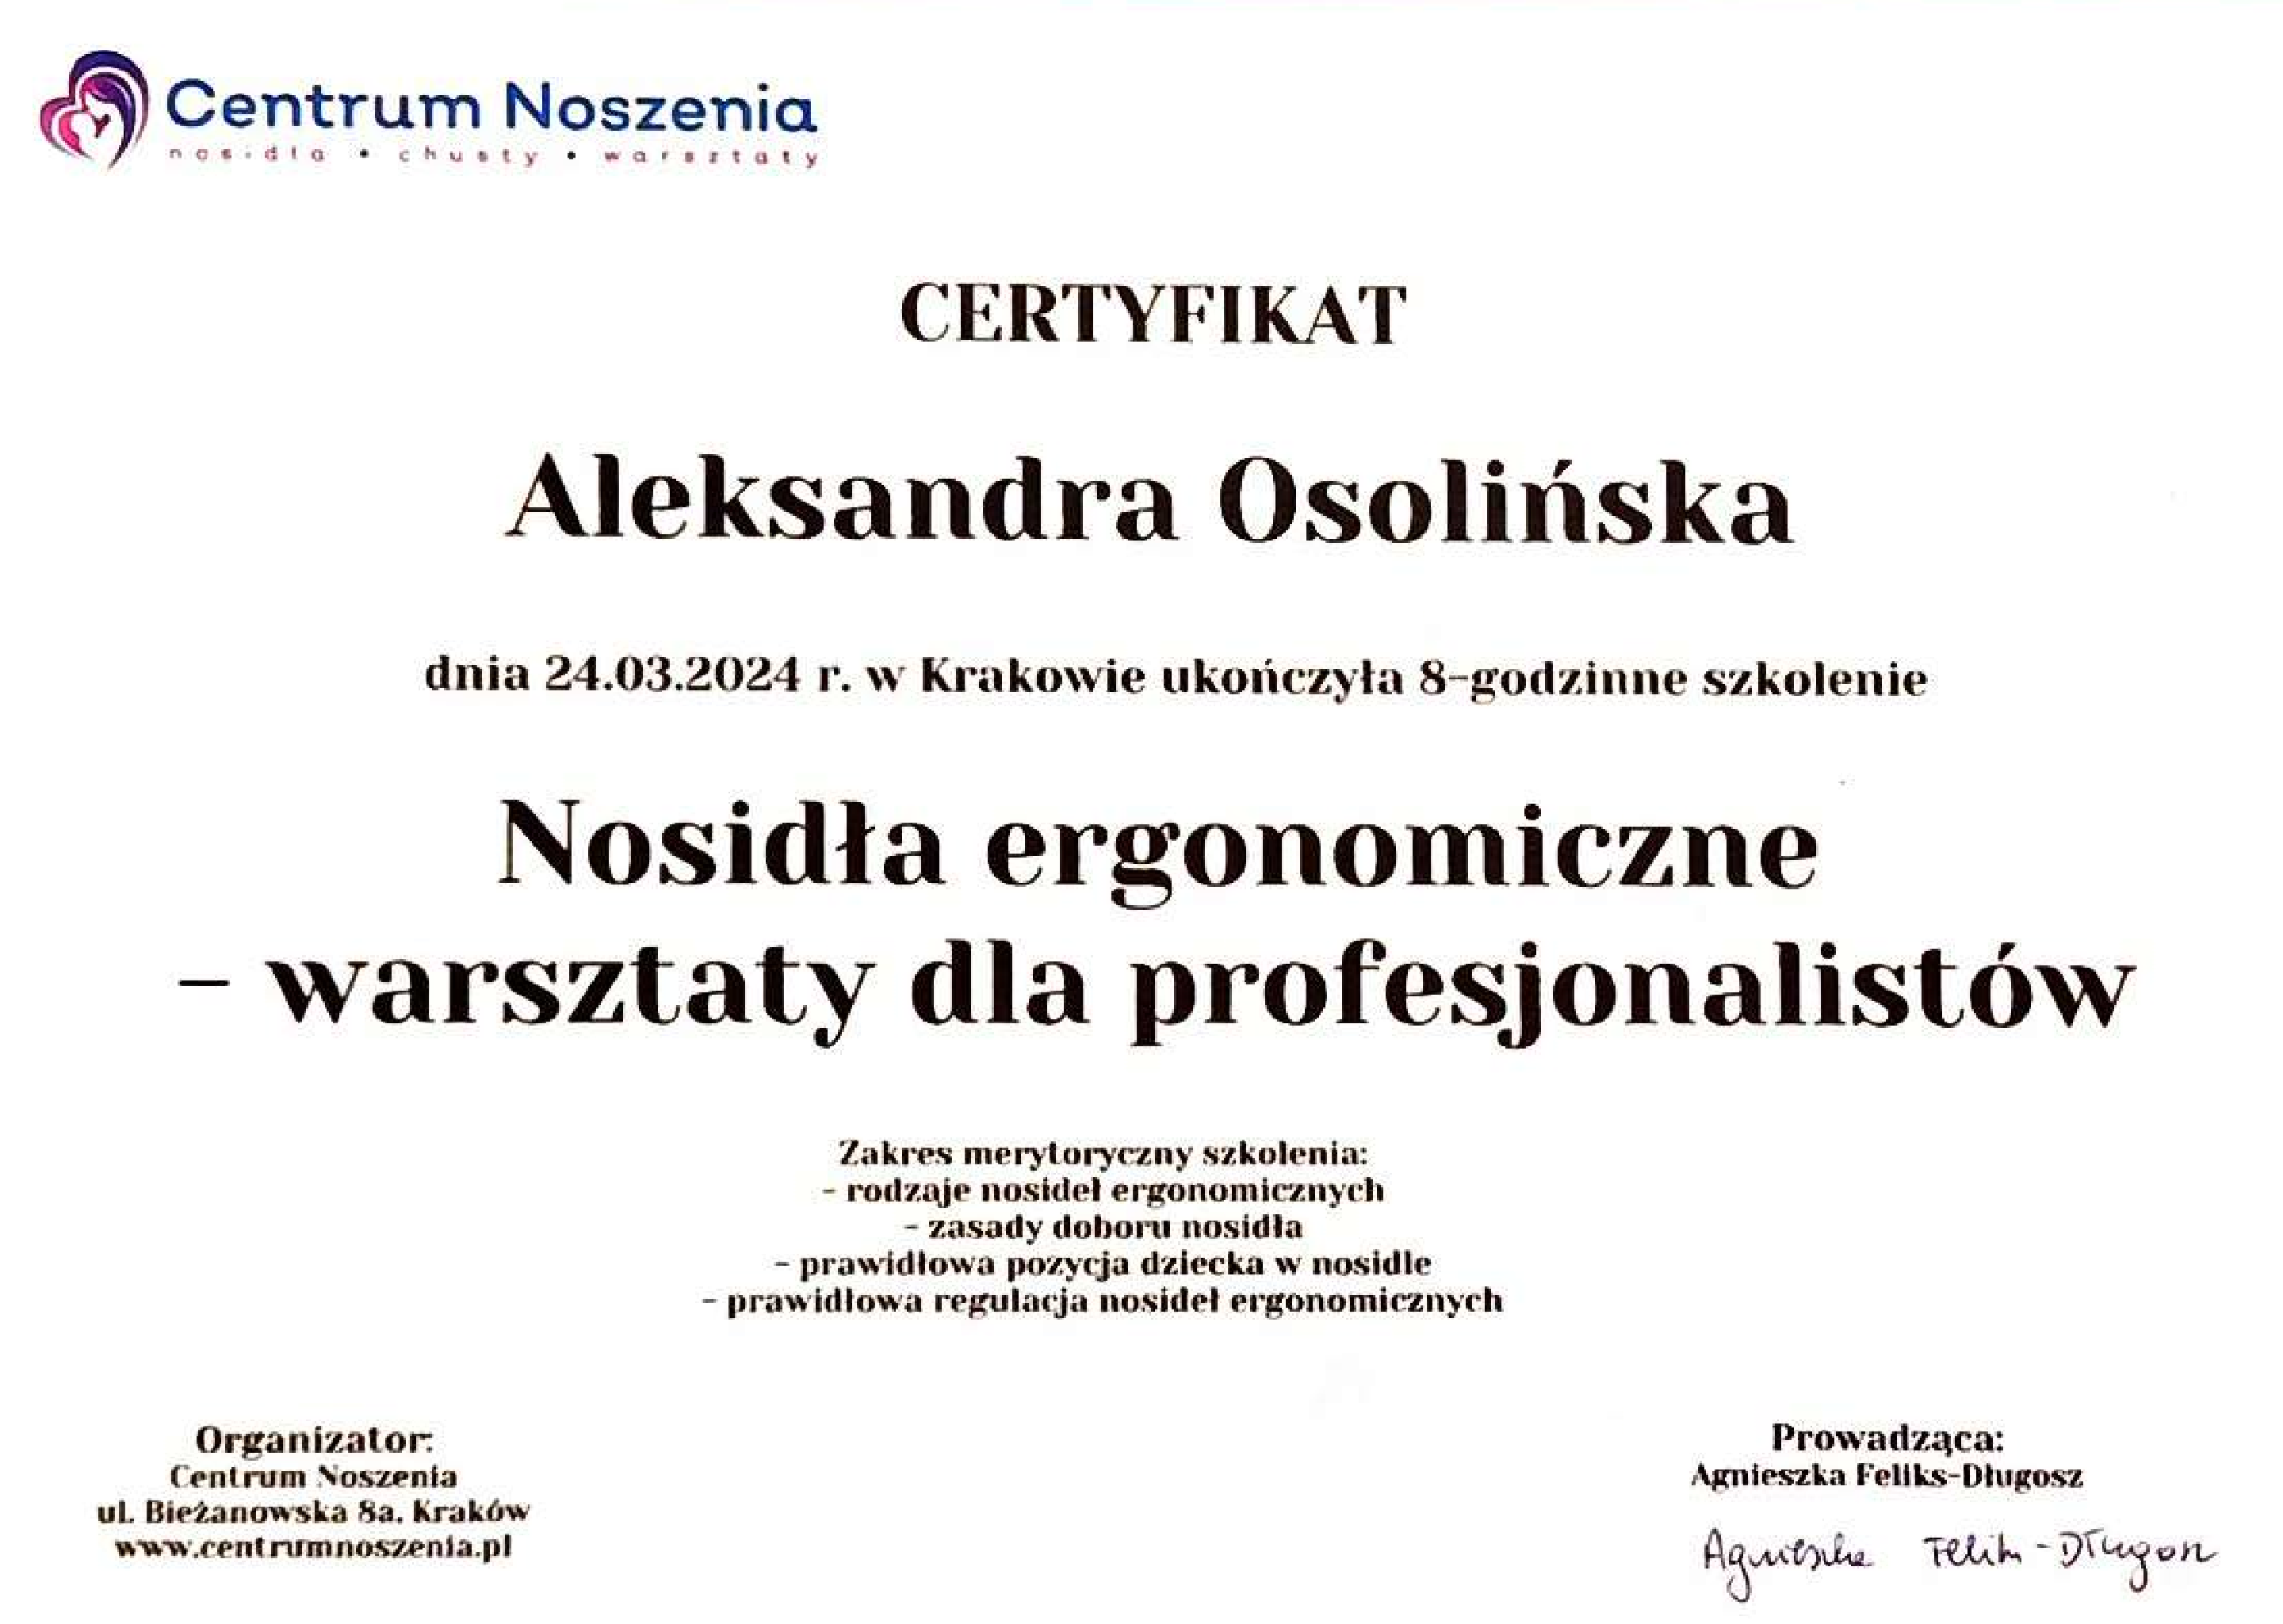 Centrum Noszenia
nosidła • chusty • warsztaty
CERTYFIKAT
Aleksandra Osolińska
dnia 24.03.2024 r. w Krakowie ukończyła 8-godzinne szkolenie
Nosidła ergonomiczne
– warsztaty dla profesjonalistów
Zakres merytoryczny szkolenia:
- rodzaje nosideł ergonomicznych
- zasady doboru nosidła
- prawidłowa pozycja dziecka w nosidle
- prawidłowa regulacja nosideł ergonomicznych
Organizator:
Centrum Noszenia
ul. Bieżanowska 8a, Kraków
www.centrumnoszenia.pl
Prowadząca:
Agnieszka Feliks-Długosz
Agnieszka Feliks-Długosz